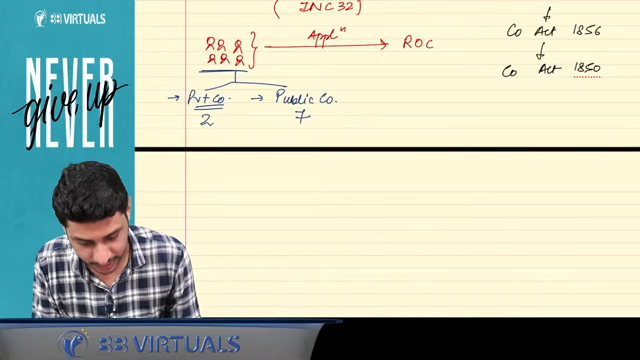 BB VIRTUALS
NEVER
give up
NEVER
(INC 32)
Applⁿ
ROC
→ Pvt Co.
2
→ Public Co.
7
Co Act 1856
Co Act 1850
BB VIRTUALS